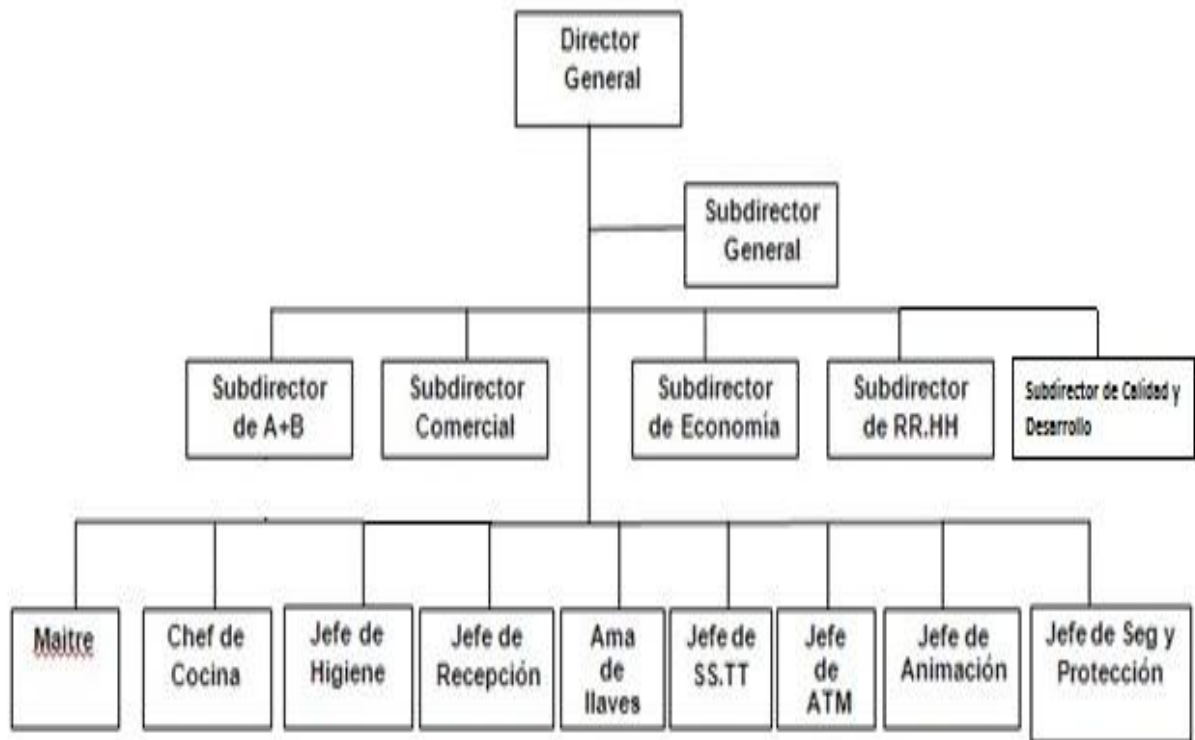 Director
General
Subdirector
General
Subdirector
de A+B
Subdirector
Comercial
Subdirector
de Economía
Subdirector
de RR.HH
Subdirector de Calidad y
Desarrollo
Maitre
Chef de
Cocina
Jefe de
Higiene
Jefe de
Recepción
Ama
de
llaves
Jefe de
SS.TT
Jefe
de
ATM
Jefe de
Animación
Jefe de Seg y
Protección